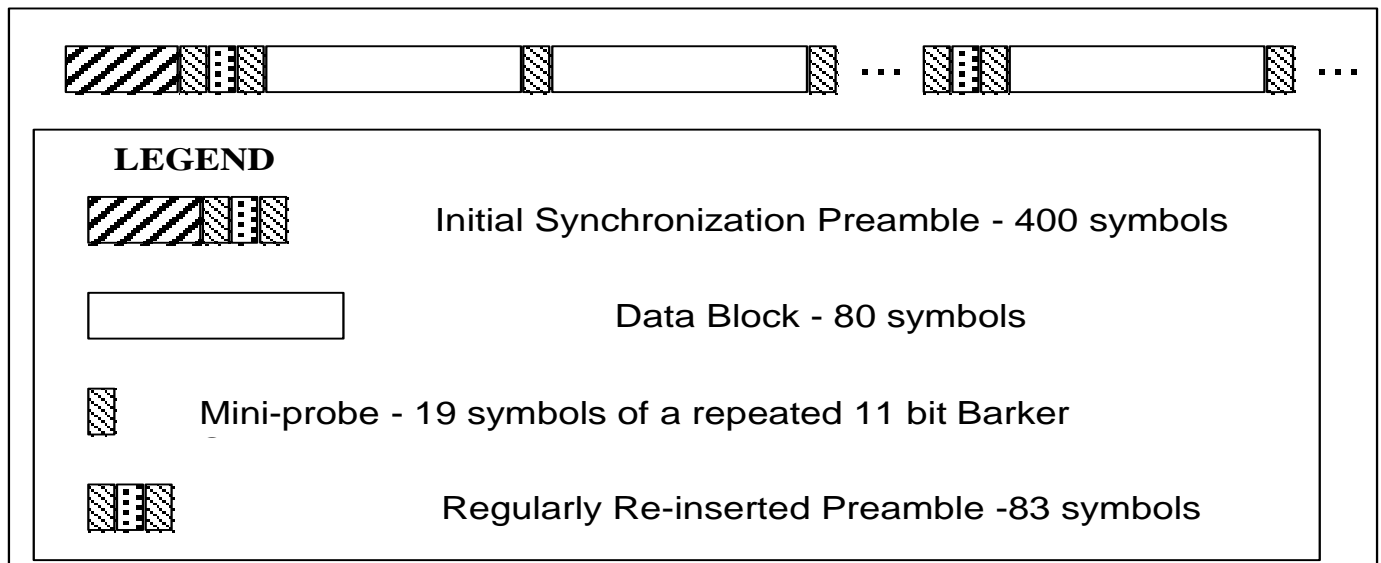 ...
...
LEGEND
Initial Synchronization Preamble - 400 symbols
Data Block - 80 symbols
Mini-probe - 19 symbols of a repeated 11 bit Barker
Regularly Re-inserted Preamble -83 symbols